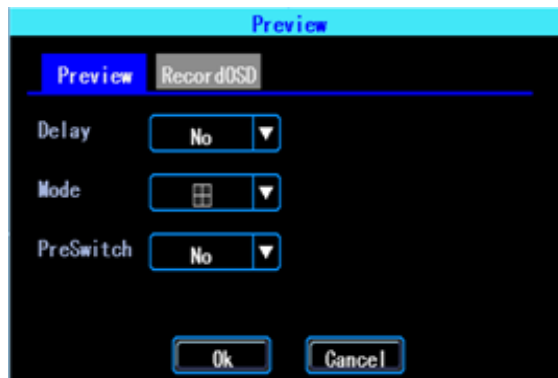 Preview
Preview RecordOSD
Delay No
Mode
PreSwitch No
Ok Cancel